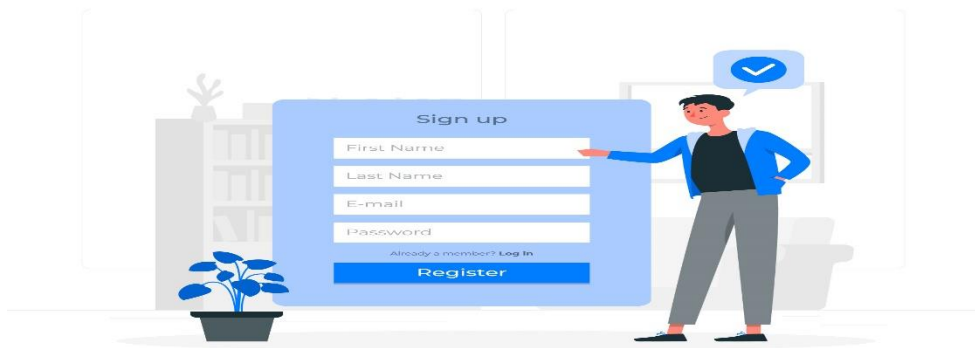 Sign up
First Name
Last Name
E-mail
Password
Already a member? Log in
Register